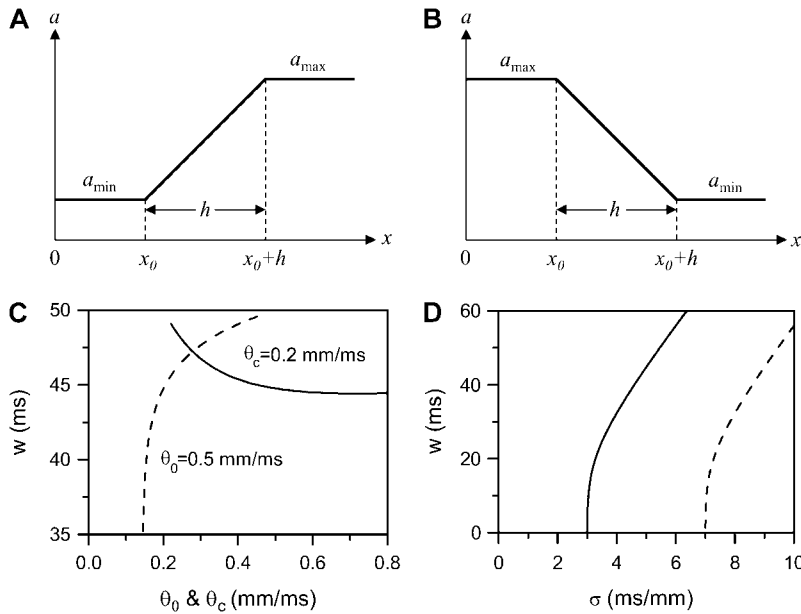 A
a
a_max
a_min
h
0
x_0
x_0+h
x
B
a
a_max
a_min
h
0
x_0
x_0+h
x
C
50
45
40
35
w (ms)
θ_c=0.2 mm/ms
θ_0=0.5 mm/ms
0.0 0.2 0.4 0.6 0.8
θ_0 & θ_c (mm/ms)
D
60
40
20
0
w (ms)
0 2 4 6 8 10
σ (ms/mm)